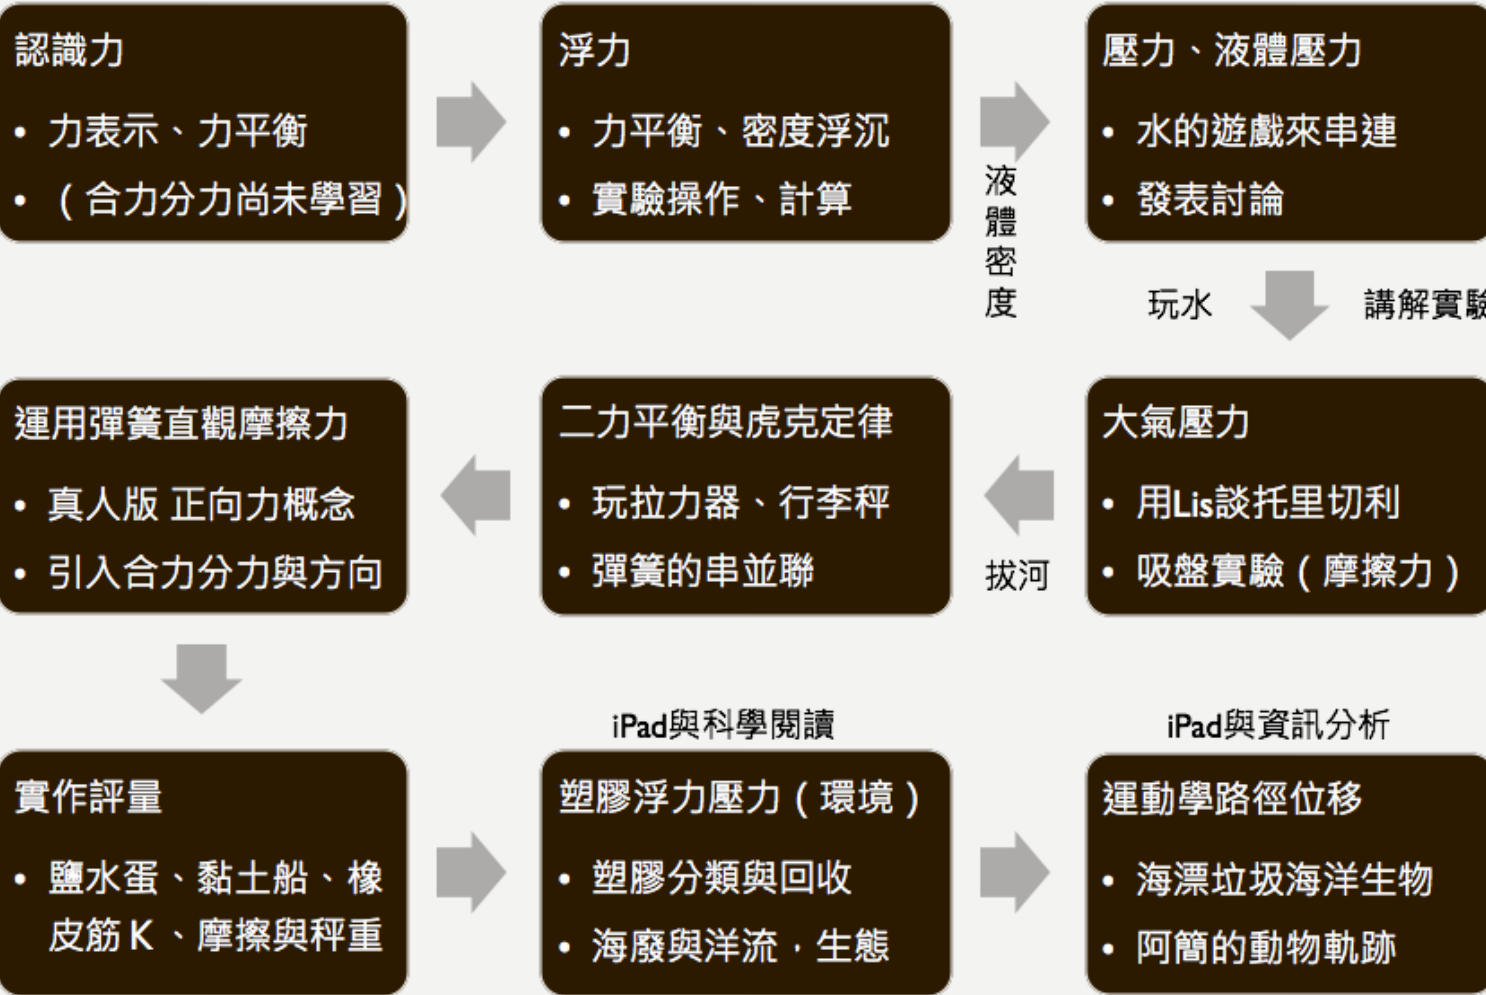 認識力
• 力表示、力平衡
• （合力分力尚未學習）
浮力
• 力平衡、密度浮沉
• 實驗操作、計算
液體密度
壓力、液體壓力
• 水的遊戲來串連
• 發表討論
玩水
講解實驗
大氣壓力
• 用Lis談托里切利
• 吸盤實驗（摩擦力）
拔河
二力平衡與虎克定律
• 玩拉力器、行李秤
• 彈簧的串並聯
運用彈簧直觀摩擦力
• 真人版 正向力概念
• 引入合力分力與方向
實作評量
• 鹽水蛋、黏土船、橡
皮筋K、摩擦與秤重
iPad與科學閱讀
塑膠浮力壓力（環境）
• 塑膠分類與回收
• 海廢與洋流，生態
iPad與資訊分析
運動學路徑位移
• 海漂垃圾海洋生物
• 阿簡的動物軌跡